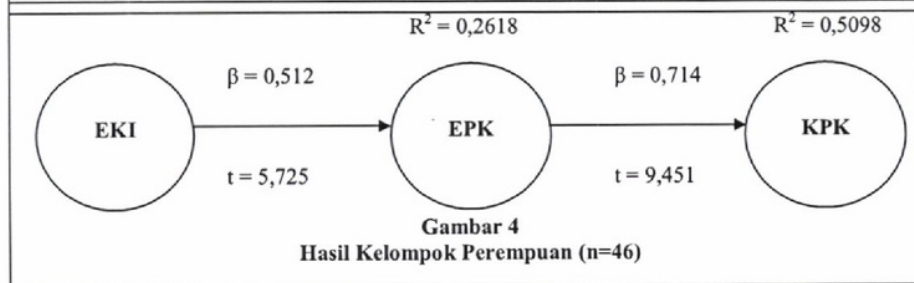 R² = 0,2618 R² = 0,5098
β = 0,512 β = 0,714
EKI EPK KPK
t = 5,725 t = 9,451
Gambar 4
Hasil Kelompok Perempuan (n=46)